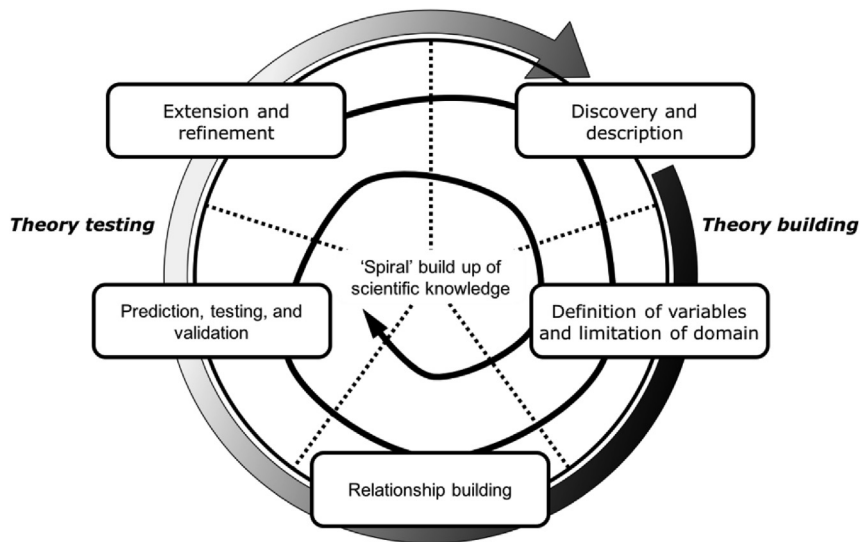 Extension and
refinement
Discovery and
description
Theory testing
Theory building
‘Spiral’ build up of
scientific knowledge
Prediction, testing, and
validation
Definition of variables
and limitation of domain
Relationship building